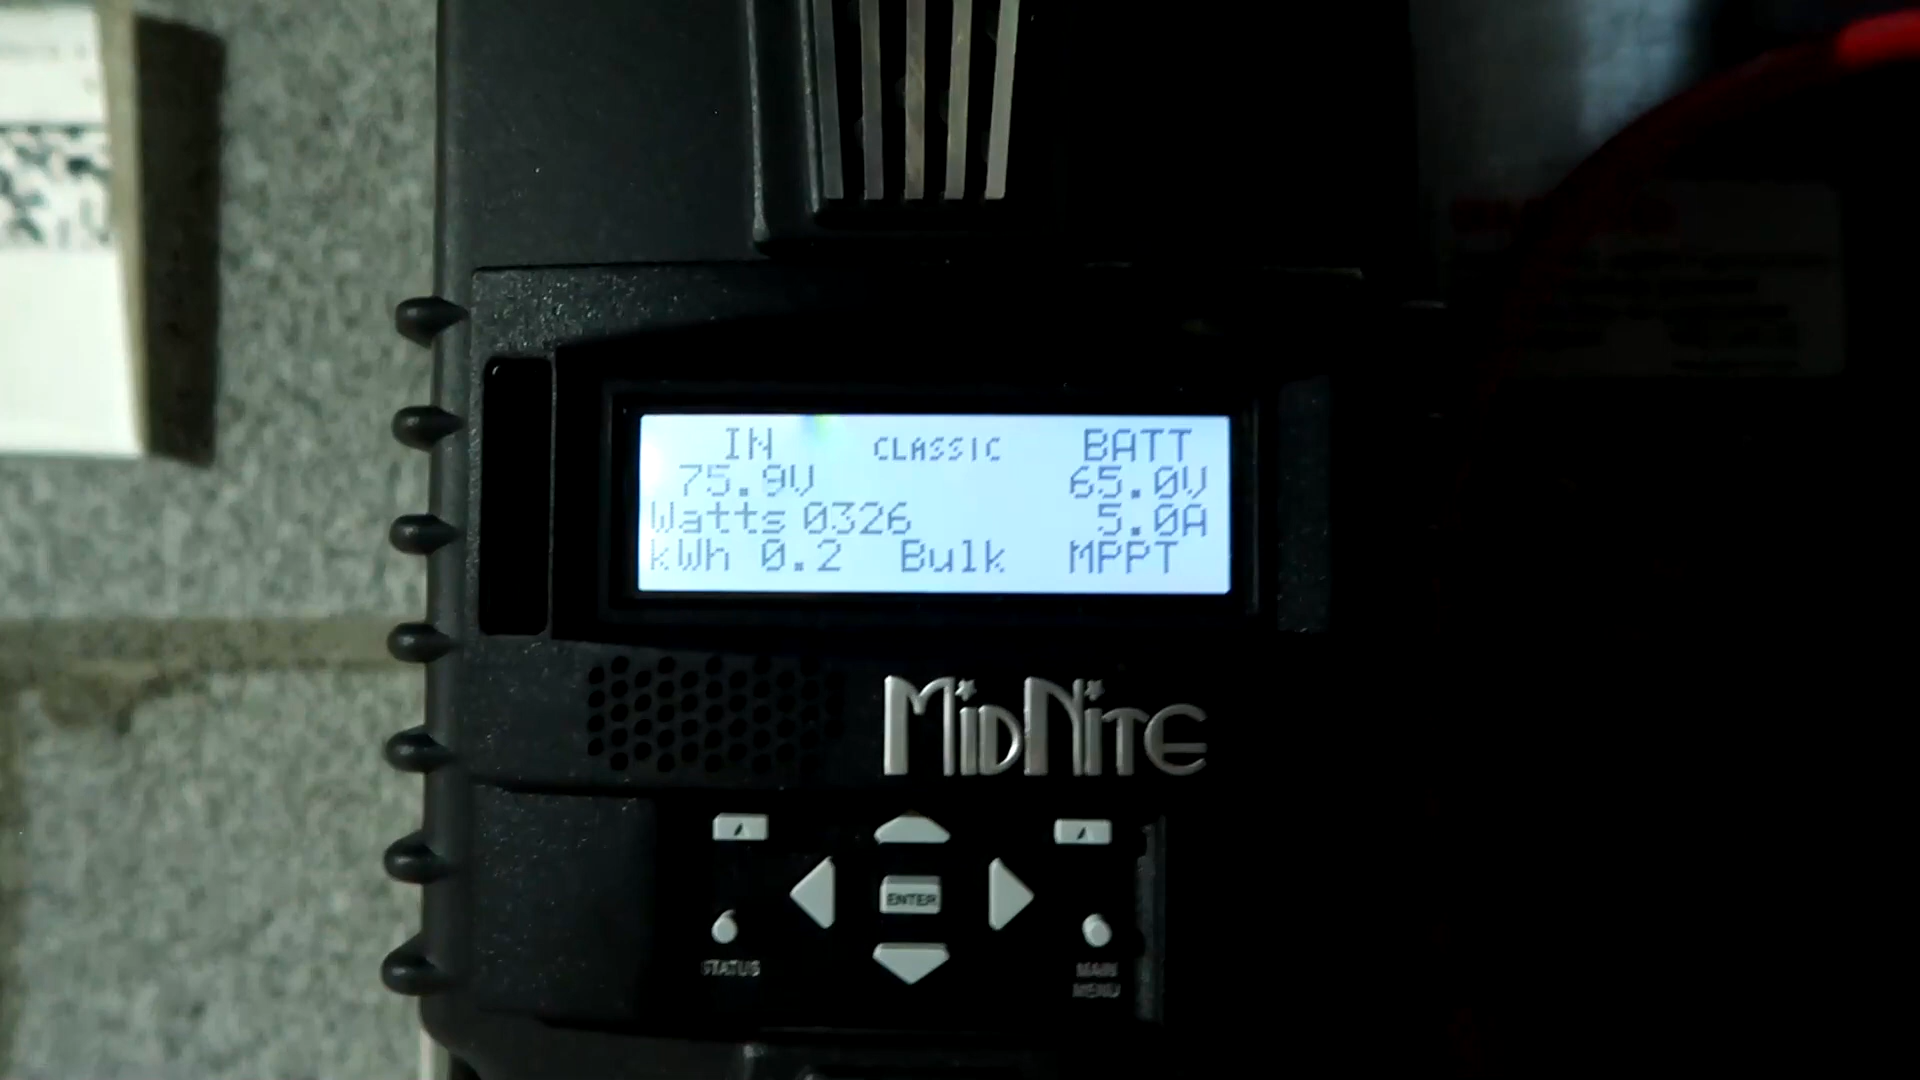 IN CLASSIC BATT
75.9V 65.0V
Watts 0326 5.0A
kWh 0.2 Bulk MPPT
MIDNITE
ENTER
STATUS
MAIN
MENU